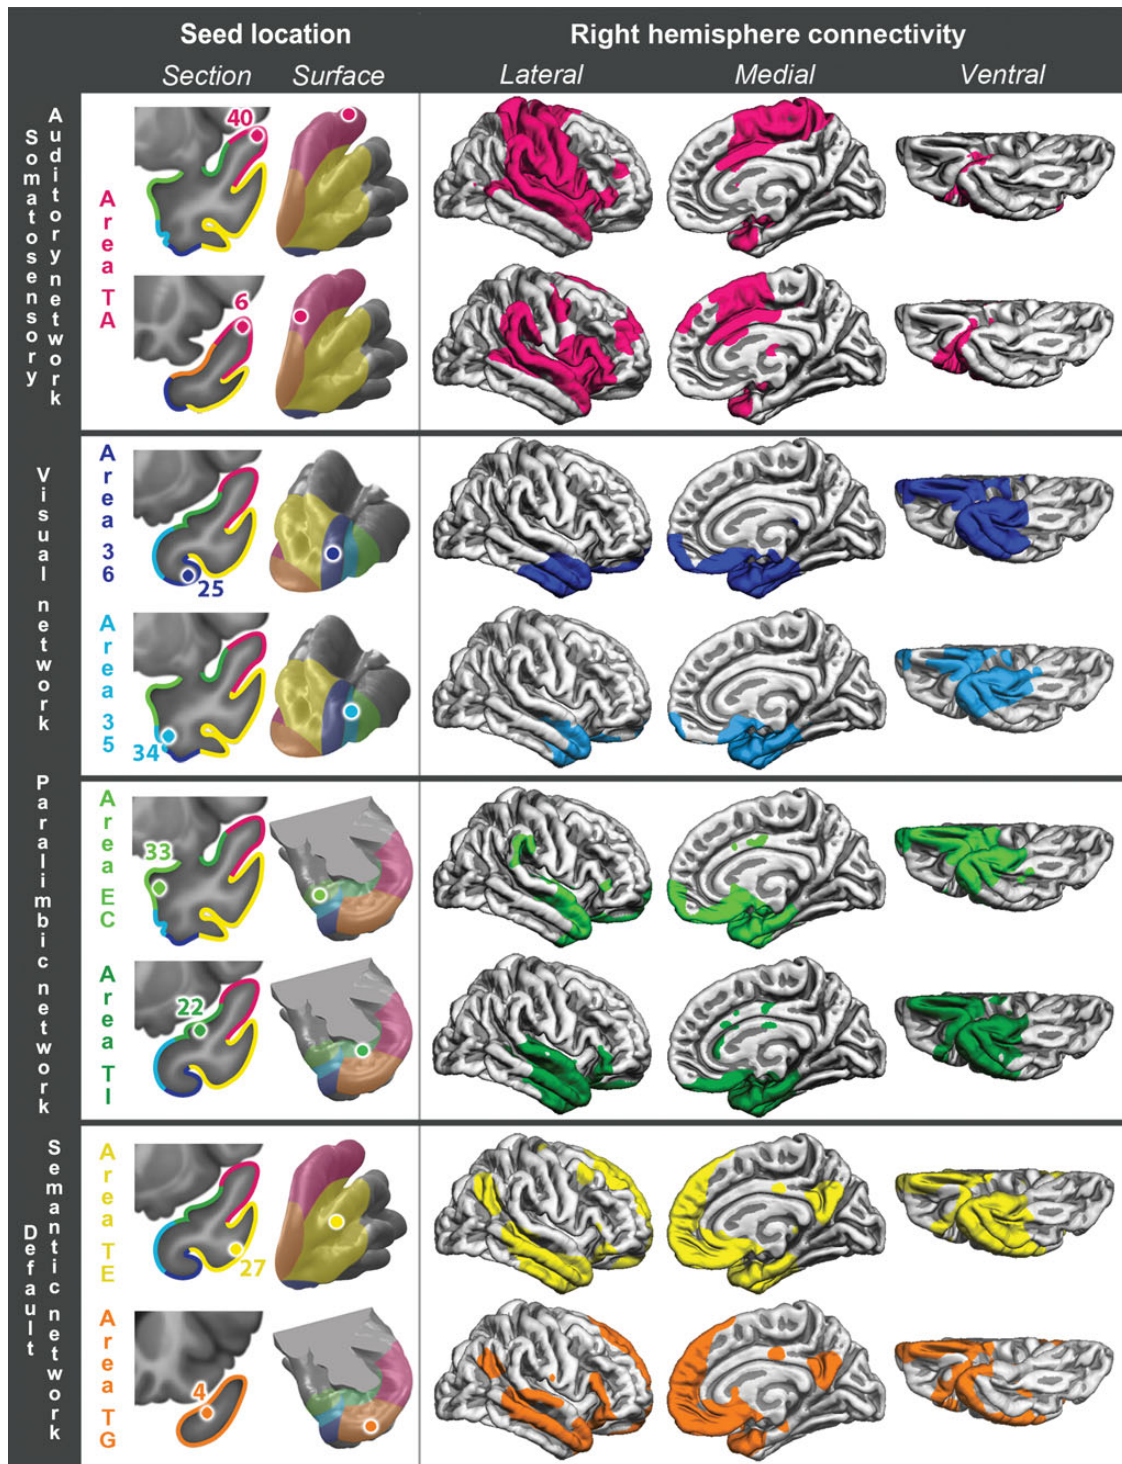 Seed location
Right hemisphere connectivity
Section
Surface
Lateral
Medial
Ventral
Somatosensory
Auditory network
Area TA
40
6
Visual network
Area 36
25
Area 35
34
Paralimbic network
Area EC
33
Area TI
22
Default
Semantic network
Area TE
27
Area TG
4